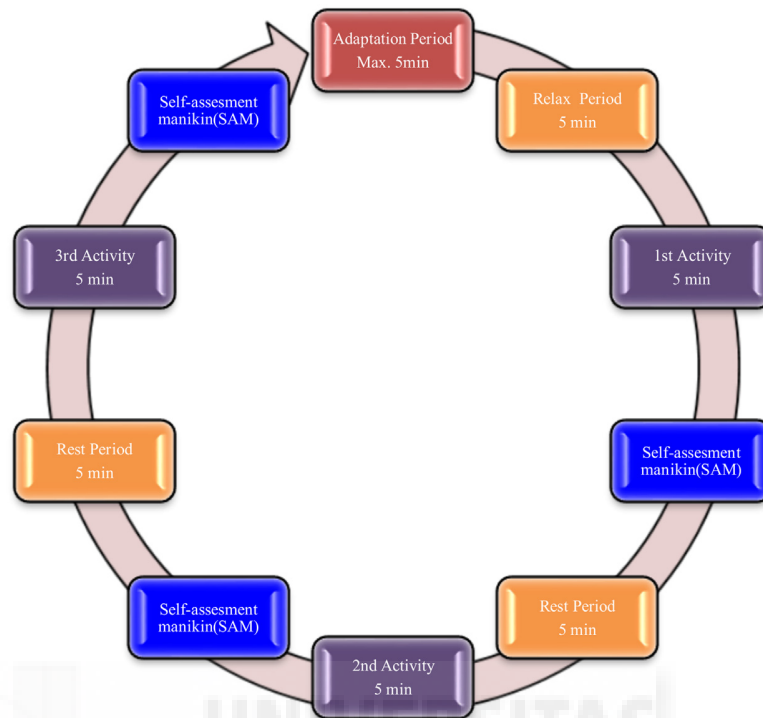 Adaptation Period
Max. 5min
Relax Period
5 min
1st Activity
5 min
Self-assesment
manikin(SAM)
Rest Period
5 min
2nd Activity
5 min
Self-assesment
manikin(SAM)
Rest Period
5 min
3rd Activity
5 min
Self-assesment
manikin(SAM)